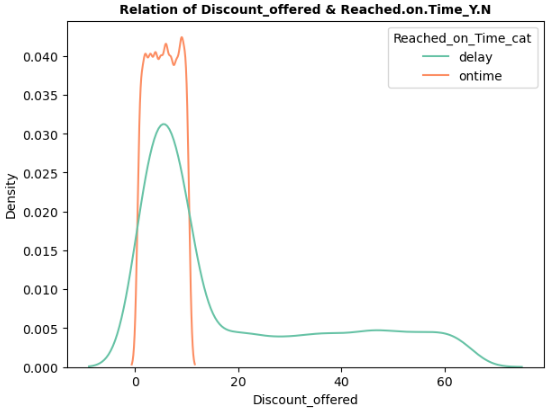 Relation of Discount_offered & Reached.on.Time_Y.N
Reached_on_Time_cat
delay
ontime
Density
0.040
0.035
0.030
0.025
0.020
0.015
0.010
0.005
0.000
0
20
40
60
Discount_offered